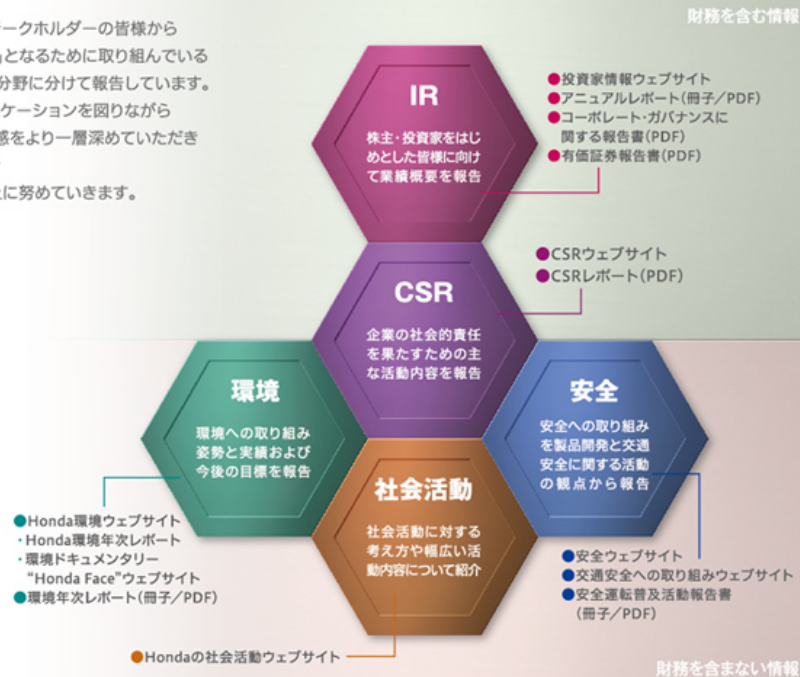 財務を含む情報
ークホルダーの皆様から
となるために取り組んでいる
分野に分けて報告しています。
ケーションを図りながら
感をより一層深めていただき
上に努めていきます。
IR
株主・投資家をはじ
めとした皆様に向け
て業績概要を報告
●投資家情報ウェブサイト
●アニュアルレポート(冊子/PDF)
●コーポレート・ガバナンスに
関する報告書(PDF)
●有価証券報告書(PDF)
CSR
企業の社会的責任
を果たすための主
な活動内容を報告
●CSRウェブサイト
●CSRレポート(PDF)
環境
環境への取り組み
姿勢と実績および
今後の目標を報告
●Honda環境ウェブサイト
・Honda環境年次レポート
・環境ドキュメンタリー
“Honda Face”ウェブサイト
●環境年次レポート(冊子/PDF)
安全
安全への取り組み
を製品開発と交通
安全に関する活動
の観点から報告
●安全ウェブサイト
●交通安全への取り組みウェブサイト
●安全運転普及活動報告書
(冊子/PDF)
社会活動
社会活動に対する
考え方や幅広い活
動内容について紹介
●Hondaの社会活動ウェブサイト
財務を含まない情報